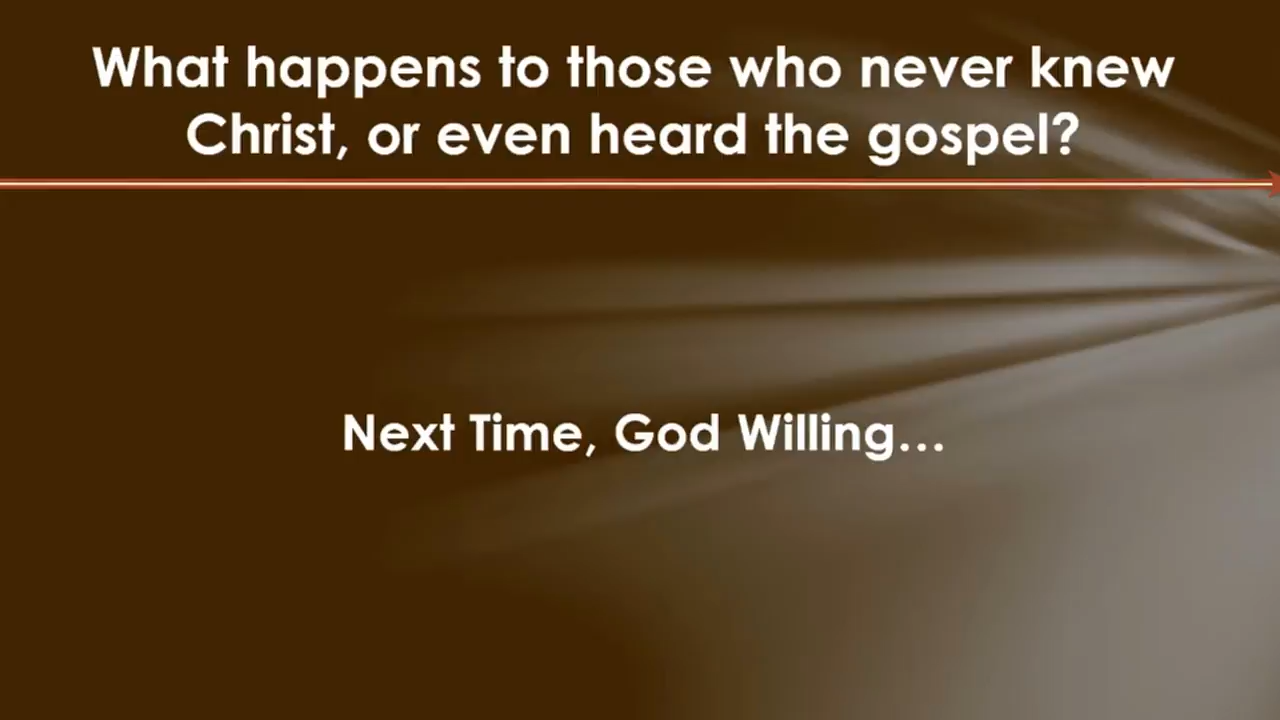 What happens to those who never knew
Christ, or even heard the gospel?
Next Time, God Willing…